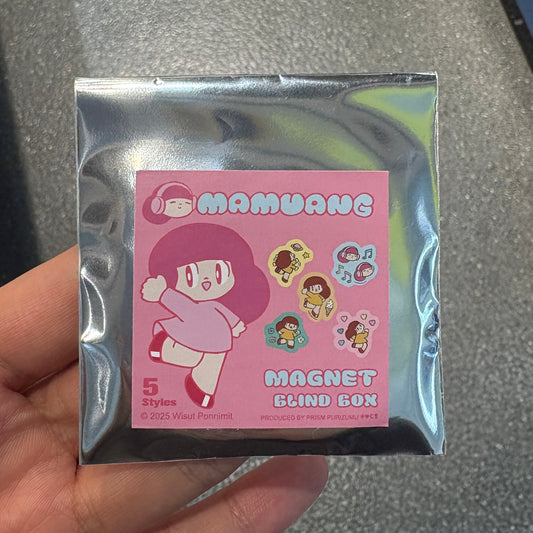 MAMUANG
MAGNET
BLIND BOX
5
Styles
© 2025 Wisut Ponnimit
PRODUCED BY PRISM PURIZUMU